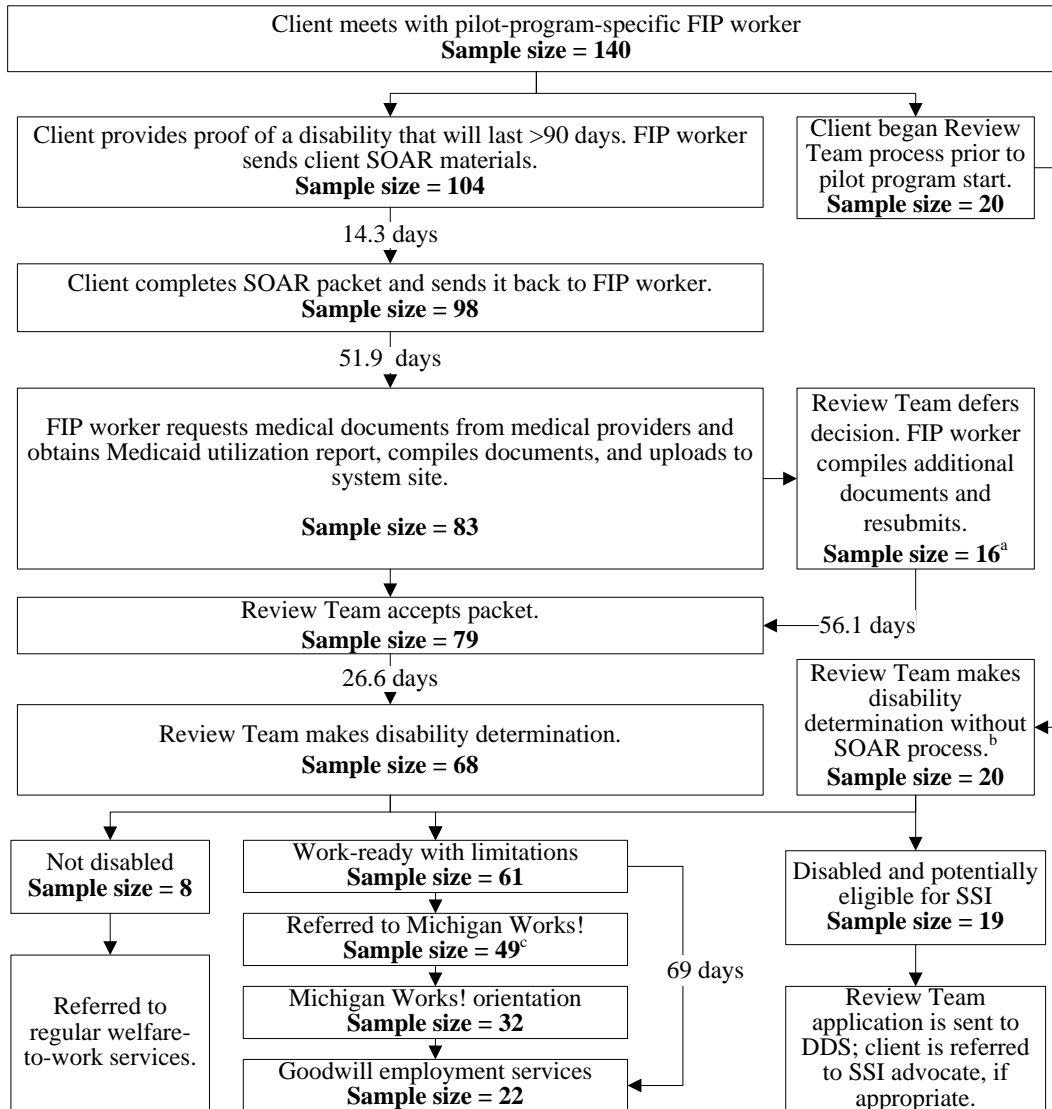 Client meets with pilot-program-specific FIP worker
Sample size = 140
Client provides proof of a disability that will last >90 days. FIP worker
sends client SOAR materials.
Sample size = 104
Client began Review
Team process prior to
pilot program start.
Sample size = 20
14.3 days
Client completes SOAR packet and sends it back to FIP worker.
Sample size = 98
51.9 days
FIP worker requests medical documents from medical providers and
obtains Medicaid utilization report, compiles documents, and uploads to
system site.
Sample size = 83
Review Team defers
decision. FIP worker
compiles additional
documents and
resubmits.
Sample size = 16a
Review Team accepts packet.
Sample size = 79
56.1 days
26.6 days
Review Team makes disability determination.
Sample size = 68
Review Team makes
disability
determination without
SOAR process.b
Sample size = 20
Not disabled
Sample size = 8
Work-ready with limitations
Sample size = 61
Disabled and potentially
eligible for SSI
Sample size = 19
Referred to Michigan Works!
Sample size = 49c
69 days
Michigan Works! orientation
Sample size = 32
Goodwill employment services
Sample size = 22
Referred to
regular welfare-
to-work services.
Review Team
application is sent to
DDS; client is referred
to SSI advocate, if
appropriate.